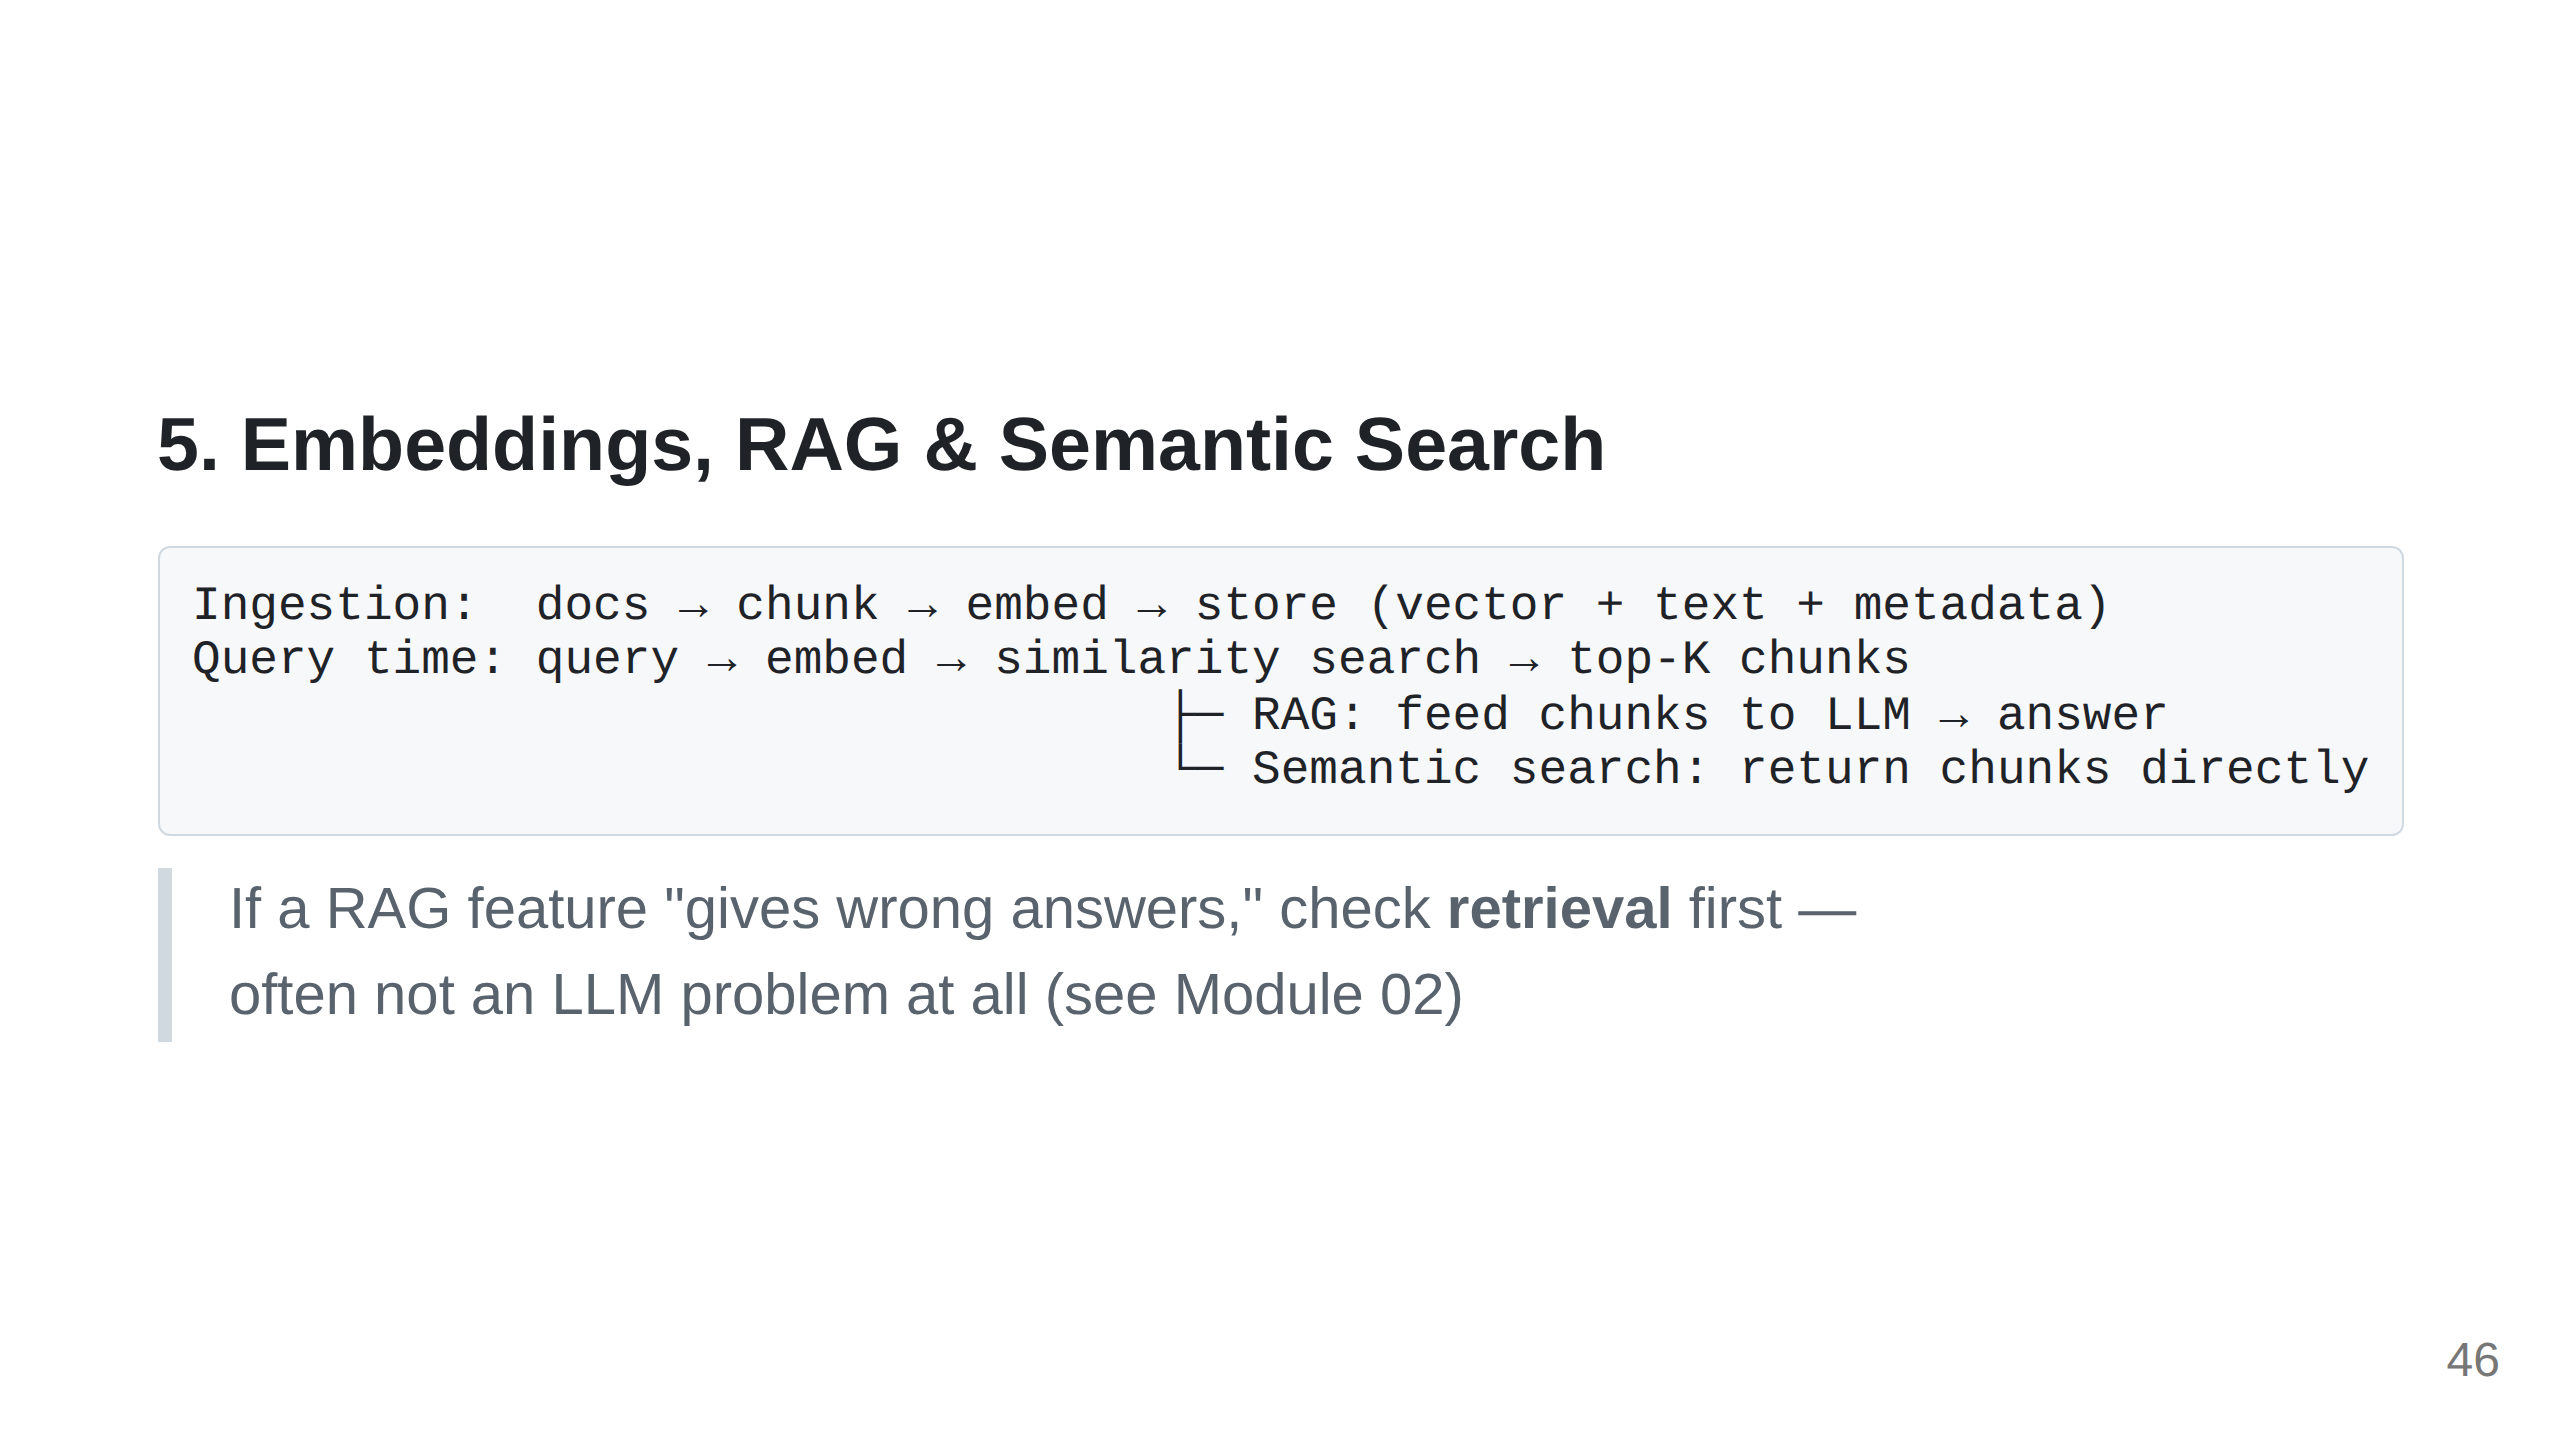 5. Embeddings, RAG & Semantic Search
Ingestion:  docs → chunk → embed → store (vector + text + metadata)
Query time: query → embed → similarity search → top-K chunks
                                  ├─ RAG: feed chunks to LLM → answer
                                  └─ Semantic search: return chunks directly
If a RAG feature "gives wrong answers," check retrieval first —
often not an LLM problem at all (see Module 02)
46